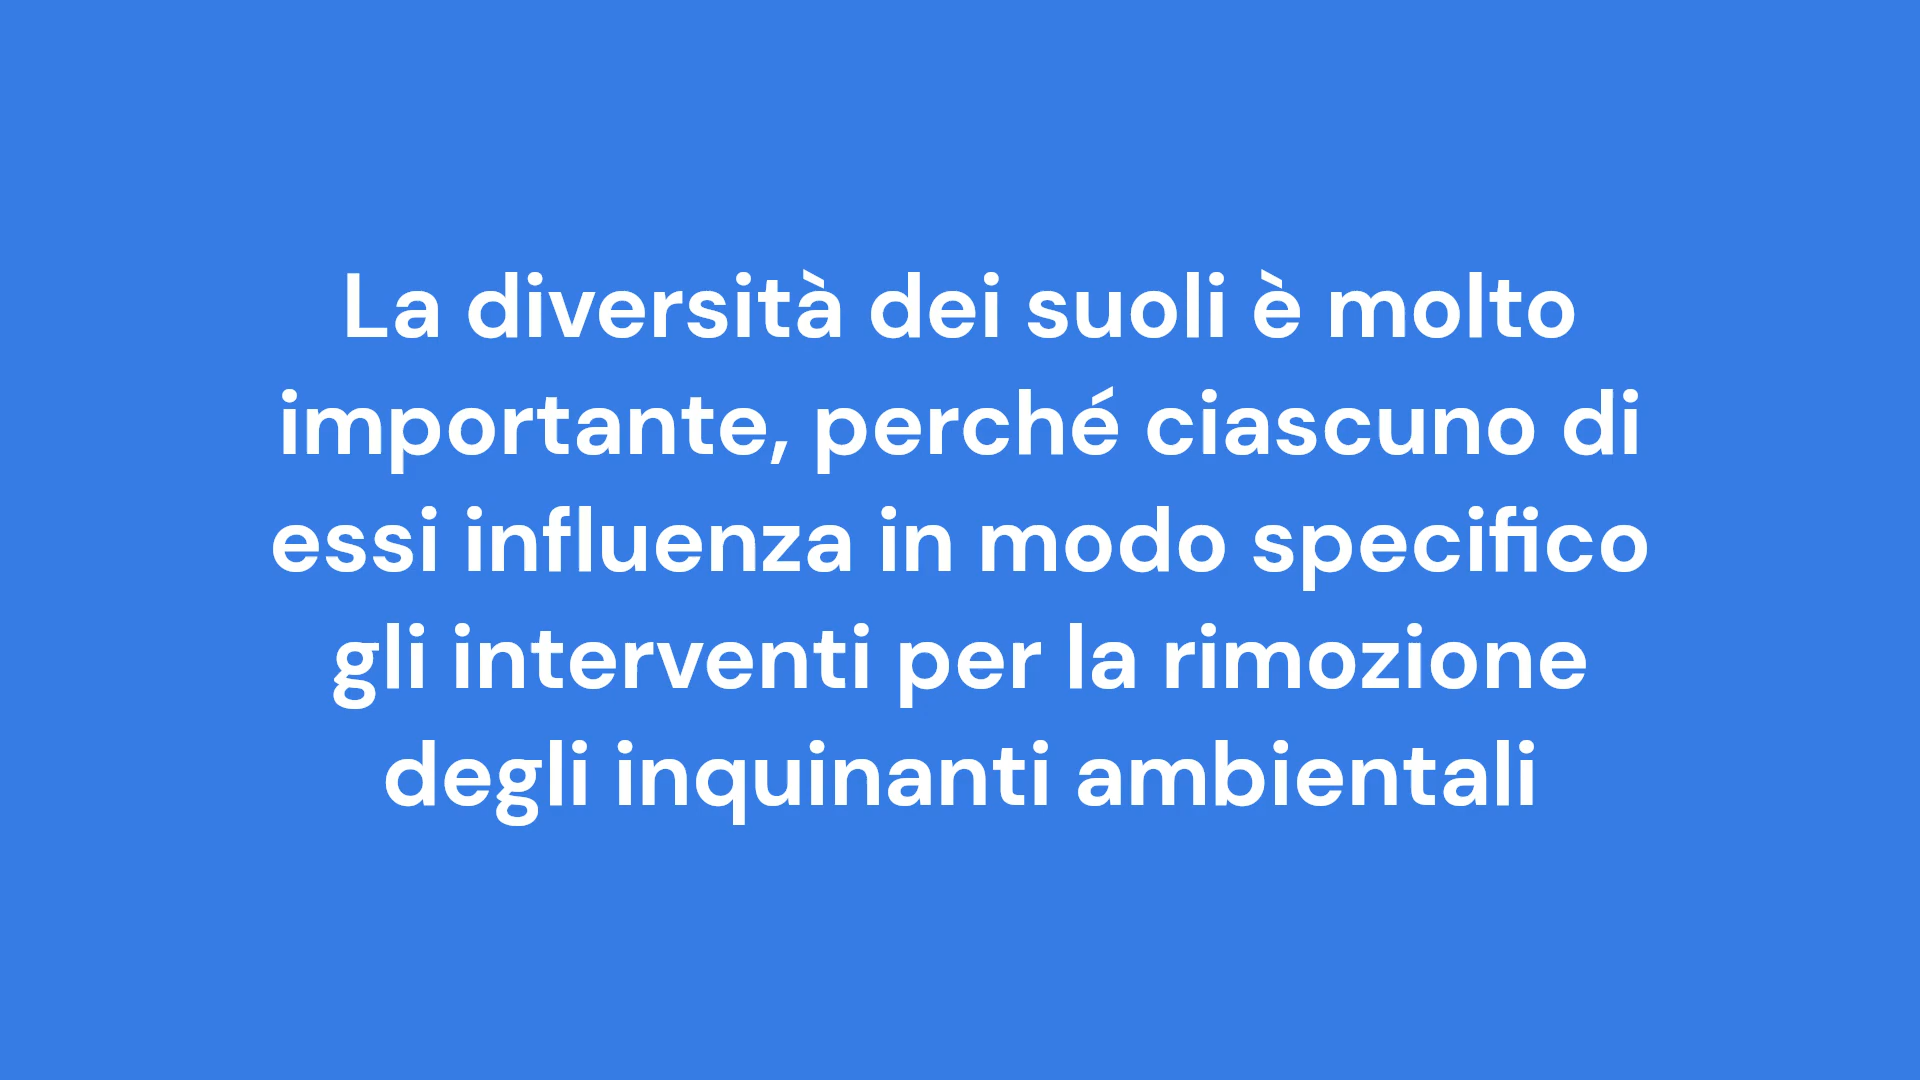 La diversità dei suoli è molto
importante, perché ciascuno di
essi influenza in modo specifico
gli interventi per la rimozione
degli inquinanti ambientali